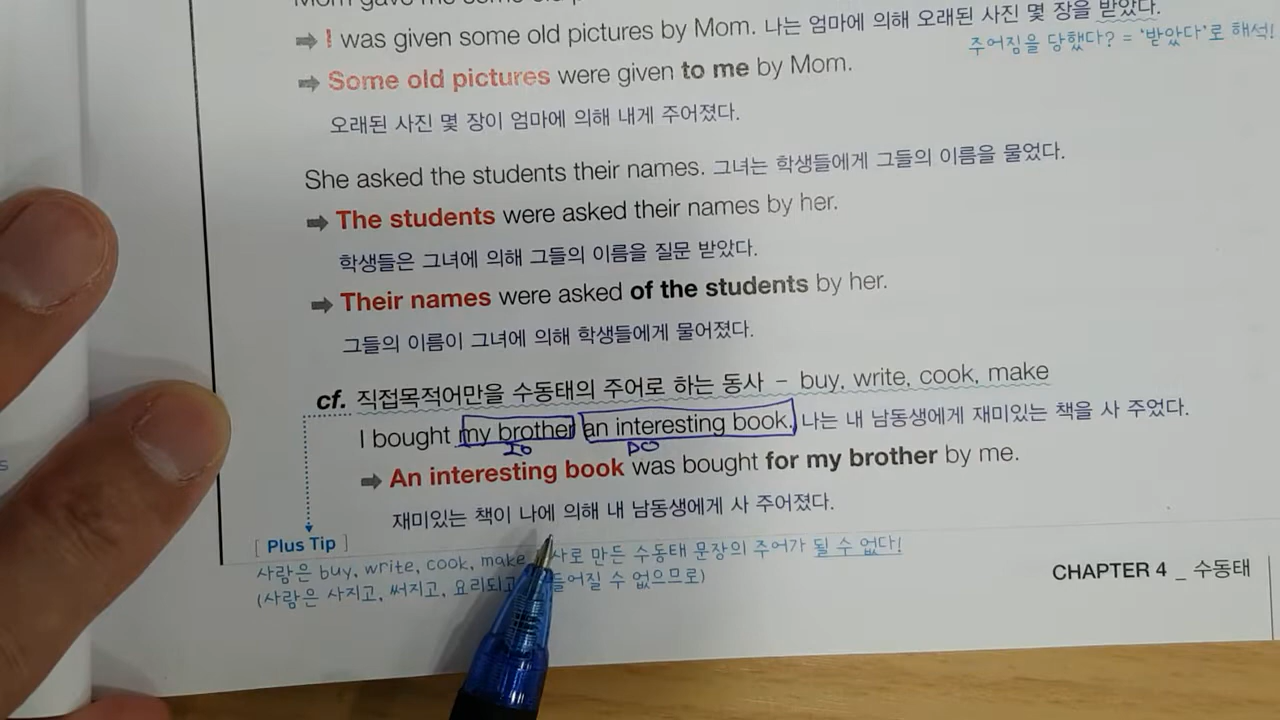 Mom gave me some old
➡ I was given some old pictures by Mom. 나는 엄마에 의해 오래된 사진 몇 장을 받았다.
주어짐을 당했다? = '받았다'로 해석!
➡ Some old pictures were given to me by Mom.
오래된 사진 몇 장이 엄마에 의해 내게 주어졌다.
She asked the students their names. 그녀는 학생들에게 그들의 이름을 물었다.
➡ The students were asked their names by her.
학생들은 그녀에 의해 그들의 이름을 질문 받았다.
➡ Their names were asked of the students by her.
그들의 이름이 그녀에 의해 학생들에게 물어졌다.
cf. 직접목적어만을 수동태의 주어로 하는 동사 – buy, write, cook, make
I bought my brother an interesting book. 나는 내 남동생에게 재미있는 책을 사 주었다.
IO DO
➡ An interesting book was bought for my brother by me.
재미있는 책이 나에 의해 내 남동생에게 사 주어졌다.
[ Plus Tip ]
사람은 buy, write, cook, make 사로 만든 수동태 문장의 주어가 될 수 없다!
(사람은 사지고, 써지고, 요리되고 들어질 수 없으므로)
CHAPTER 4 _ 수동태